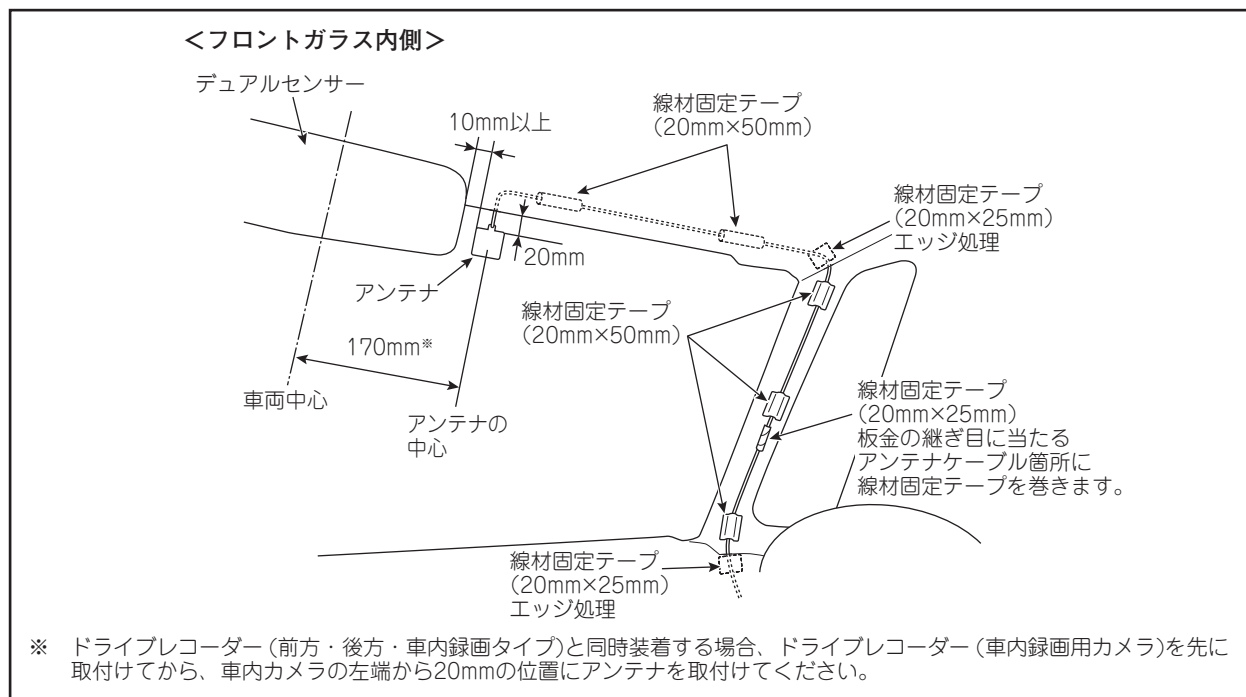 ＜フロントガラス内側＞
デュアルセンサー
10mm以上
線材固定テープ
(20mm×50mm)
線材固定テープ
(20mm×25mm)
エッジ処理
20mm
アンテナ
線材固定テープ
(20mm×50mm)
170mm※
車両中心
アンテナの
中心
線材固定テープ
(20mm×25mm)
板金の継ぎ目に当たる
アンテナケーブル箇所に
線材固定テープを巻きます。
線材固定テープ
(20mm×25mm)
エッジ処理
※ ドライブレコーダー (前方・後方・車内録画タイプ)と同時装着する場合、ドライブレコーダー (車内録画用カメラ)を先に
取付けてから、車内カメラの左端から20mmの位置にアンテナを取付けてください。